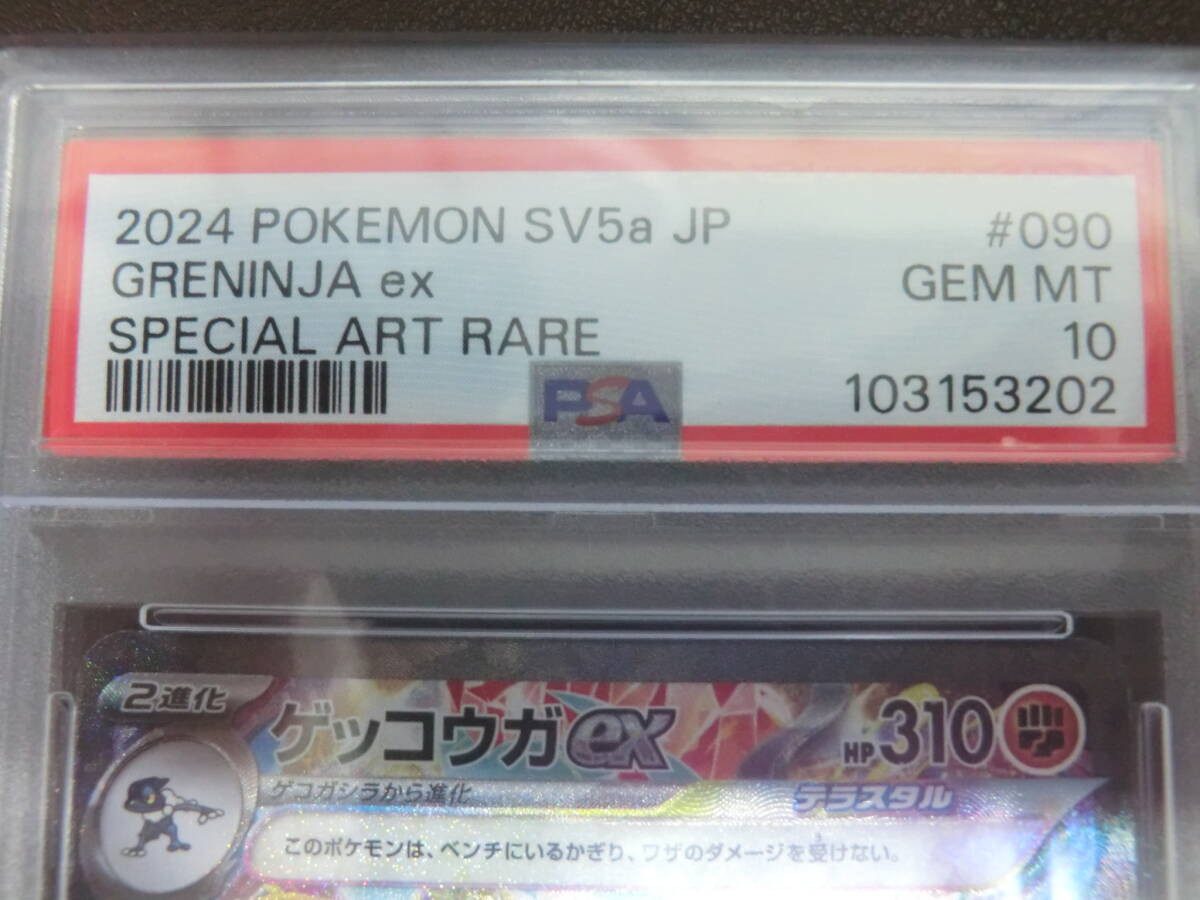 2024 POKEMON SV5a JP #090
GRENINJA ex GEM MT
SPECIAL ART RARE 10
PSA 103153202
2進化 ゲッコウガex HP310
ゲコガシラから進化 テラスタル
このポケモンは、ベンチにいるかぎり、ワザのダメージを受けない。